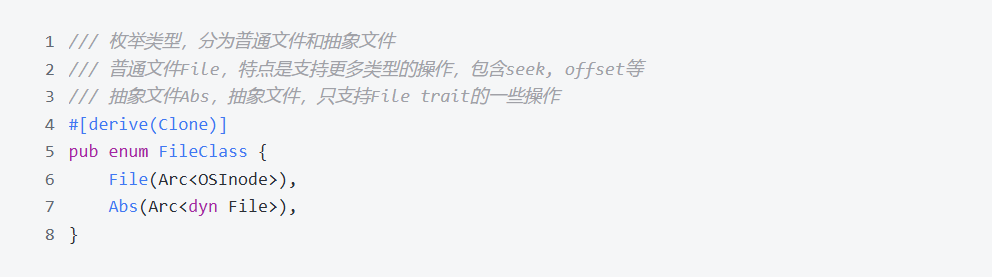 1 /// 枚举类型，分为普通文件和抽象文件
2 /// 普通文件File，特点是支持更多类型的操作，包含seek, offset等
3 /// 抽象文件Abs，抽象文件，只支持File trait的一些操作
4 #[derive(Clone)]
5 pub enum FileClass {
6     File(Arc<OSInode>),
7     Abs(Arc<dyn File>),
8 }